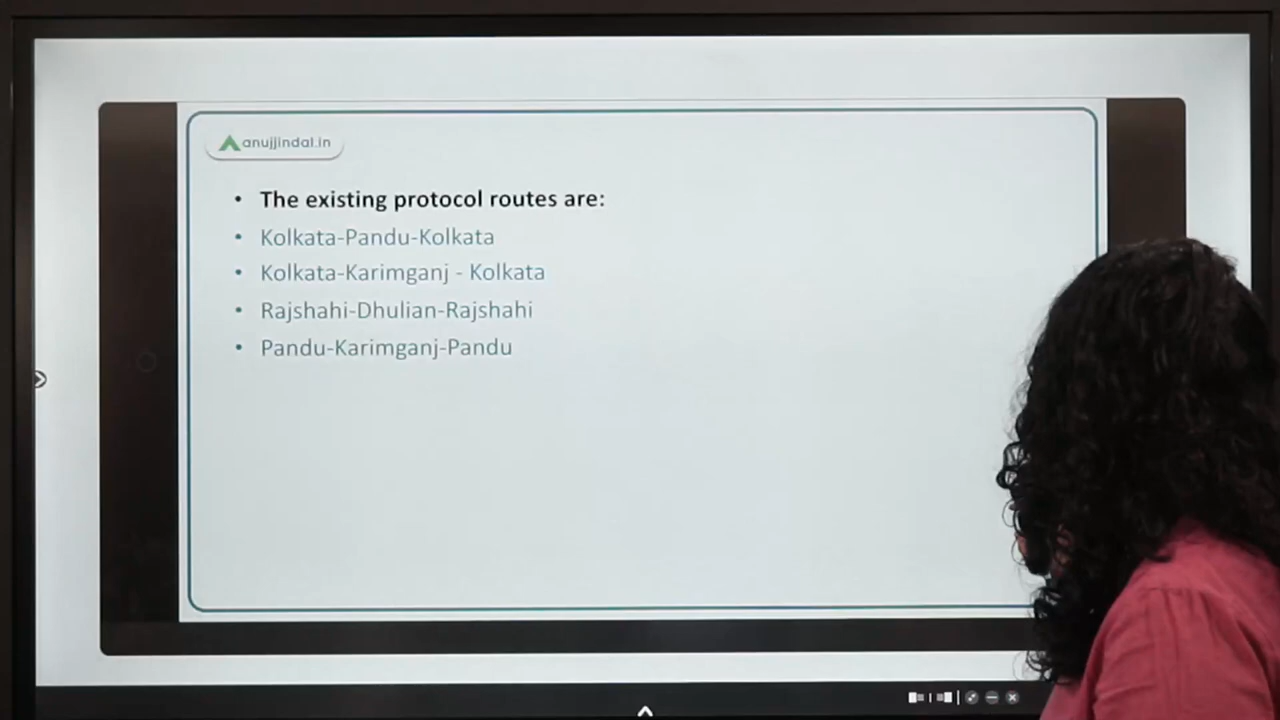 anujjindal.in
• The existing protocol routes are:
• Kolkata-Pandu-Kolkata
• Kolkata-Karimganj - Kolkata
• Rajshahi-Dhulian-Rajshahi
• Pandu-Karimganj-Pandu